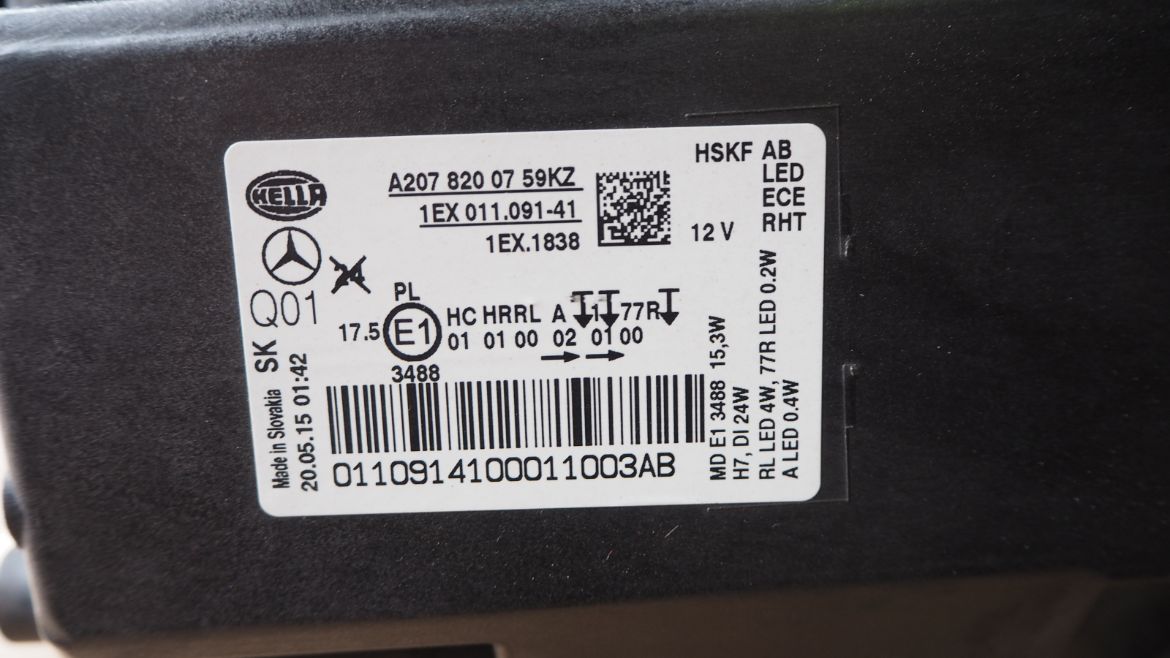 HELLA
A207 820 07 59KZ
1EX 011.091-41
1EX.1838
HSKF AB
LED
ECE
RHT
12 V
24
Q01
SK
PL
17.5 E1
HC HRRL A 1 77R
01 01 00 02 01 00
3488
Made in Slovakia
20.05.15 01:42
0110914100011003AB
MD E1 3488 15,3W
H7, DI 24W
RL LED 4W, 77R LED 0.2W
A LED 0.4W